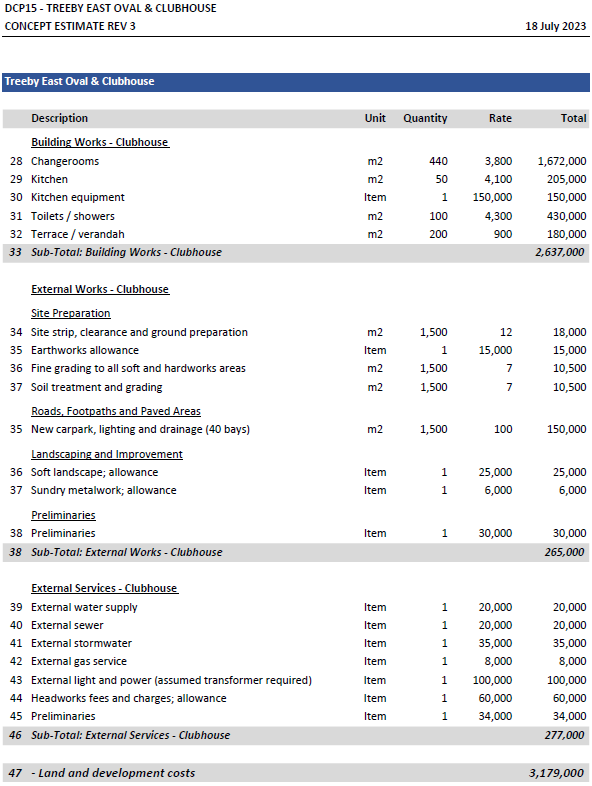 DCP15 - TREEBY EAST OVAL & CLUBHOUSE
CONCEPT ESTIMATE REV 3 18 July 2023
Treeby East Oval & Clubhouse
Description Unit Quantity Rate Total
Building Works - Clubhouse
28 Changerooms m2 440 3,800 1,672,000
29 Kitchen m2 50 4,100 205,000
30 Kitchen equipment Item 1 150,000 150,000
31 Toilets / showers m2 100 4,300 430,000
32 Terrace / verandah m2 200 900 180,000
33 Sub-Total: Building Works - Clubhouse 2,637,000
External Works - Clubhouse
Site Preparation
34 Site strip, clearance and ground preparation m2 1,500 12 18,000
35 Earthworks allowance Item 1 15,000 15,000
36 Fine grading to all soft and hardworks areas m2 1,500 7 10,500
37 Soil treatment and grading m2 1,500 7 10,500
Roads, Footpaths and Paved Areas
35 New carpark, lighting and drainage (40 bays) m2 1,500 100 150,000
Landscaping and Improvement
36 Soft landscape; allowance Item 1 25,000 25,000
37 Sundry metalwork; allowance Item 1 6,000 6,000
Preliminaries
38 Preliminaries Item 1 30,000 30,000
38 Sub-Total: External Works - Clubhouse 265,000
External Services - Clubhouse
39 External water supply Item 1 20,000 20,000
40 External sewer Item 1 20,000 20,000
41 External stormwater Item 1 35,000 35,000
42 External gas service Item 1 8,000 8,000
43 External light and power (assumed transformer required) Item 1 100,000 100,000
44 Headworks fees and charges; allowance Item 1 60,000 60,000
45 Preliminaries Item 1 34,000 34,000
46 Sub-Total: External Services - Clubhouse 277,000
47 - Land and development costs 3,179,000